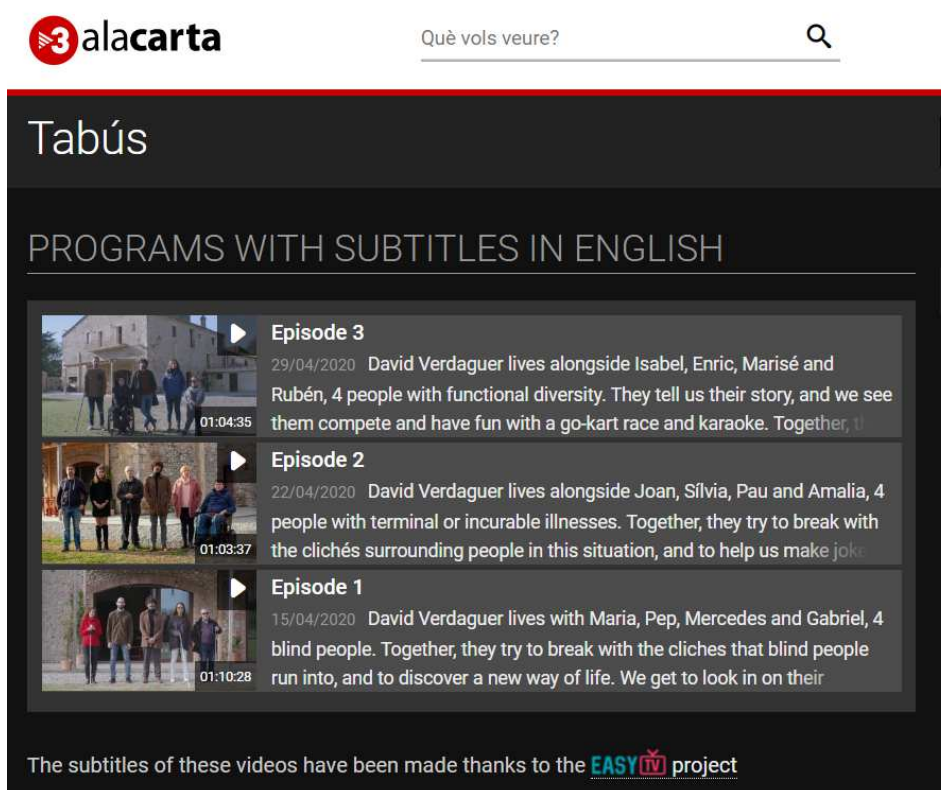 3 alacarta
Què vols veure?
Tabús
PROGRAMS WITH SUBTITLES IN ENGLISH
Episode 3
29/04/2020 David Verdaguer lives alongside Isabel, Enric, Marisé and
Rubén, 4 people with functional diversity. They tell us their story, and we see
01:04:35
them compete and have fun with a go-kart race and karaoke. Together,
Episode 2
22/04/2020 David Verdaguer lives alongside Joan, Sílvia, Pau and Amalia, 4
people with terminal or incurable illnesses. Together, they try to break with
01:03:37
the clichés surrounding people in this situation, and to help us make joke
Episode 1
15/04/2020 David Verdaguer lives with Maria, Pep, Mercedes and Gabriel, 4
blind people. Together, they try to break with the cliches that blind people
01:10:28
run into, and to discover a new way of life. We get to look in on their
The subtitles of these videos have been made thanks to the EASYTV project